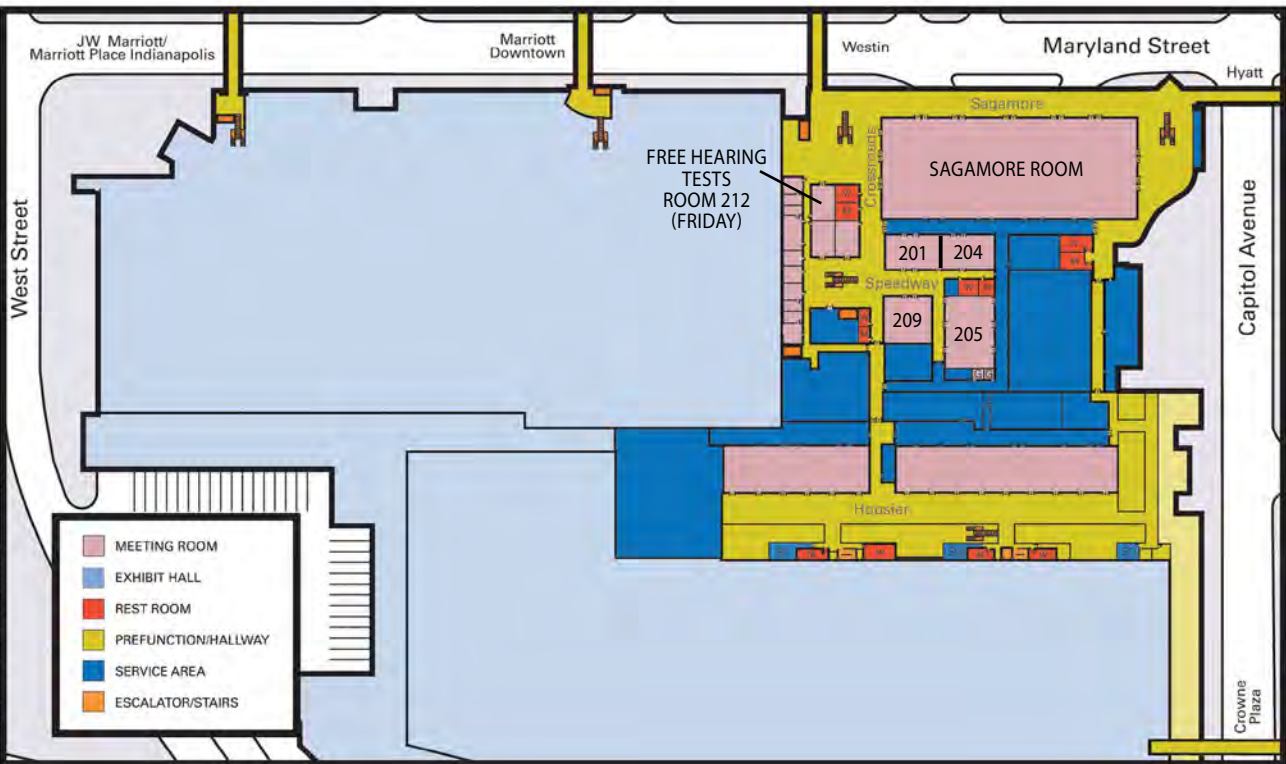 JW Marriott/
Marriott Place Indianapolis
Marriott
Downtown
Westin
Maryland Street
Hyatt
Sagamore
Crossroads
FREE HEARING
TESTS
ROOM 212
(FRIDAY)
SAGAMORE ROOM
West Street
Capitol Avenue
201
204
Speedway
209
205
Hoosier
MEETING ROOM
EXHIBIT HALL
REST ROOM
PREFUNCTION/HALLWAY
SERVICE AREA
ESCALATOR/STAIRS
Crowne
Plaza